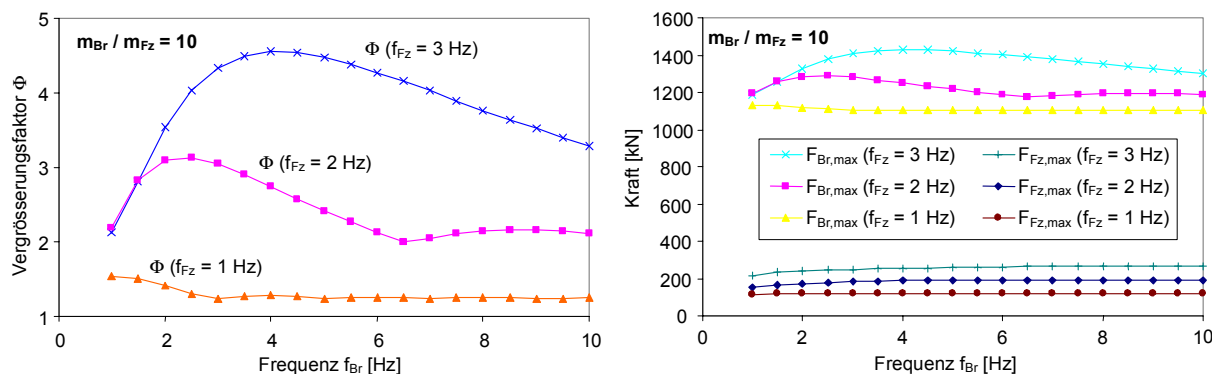 m_Br / m_Fz = 10
Φ (f_Fz = 3 Hz)
Φ (f_Fz = 2 Hz)
Φ (f_Fz = 1 Hz)
Vergrösserungsfaktor Φ
5
4
3
2
1
0 2 4 6 8 10
Frequenz f_Br [Hz]
m_Br / m_Fz = 10
Kraft [kN]
1800
1600
1400
1200
1000
800
600
400
200
0
F_Br,max (f_Fz = 3 Hz) F_Fz,max (f_Fz = 3 Hz)
F_Br,max (f_Fz = 2 Hz) F_Fz,max (f_Fz = 2 Hz)
F_Br,max (f_Fz = 1 Hz) F_Fz,max (f_Fz = 1 Hz)
0 2 4 6 8 10
Frequenz f_Br [Hz]